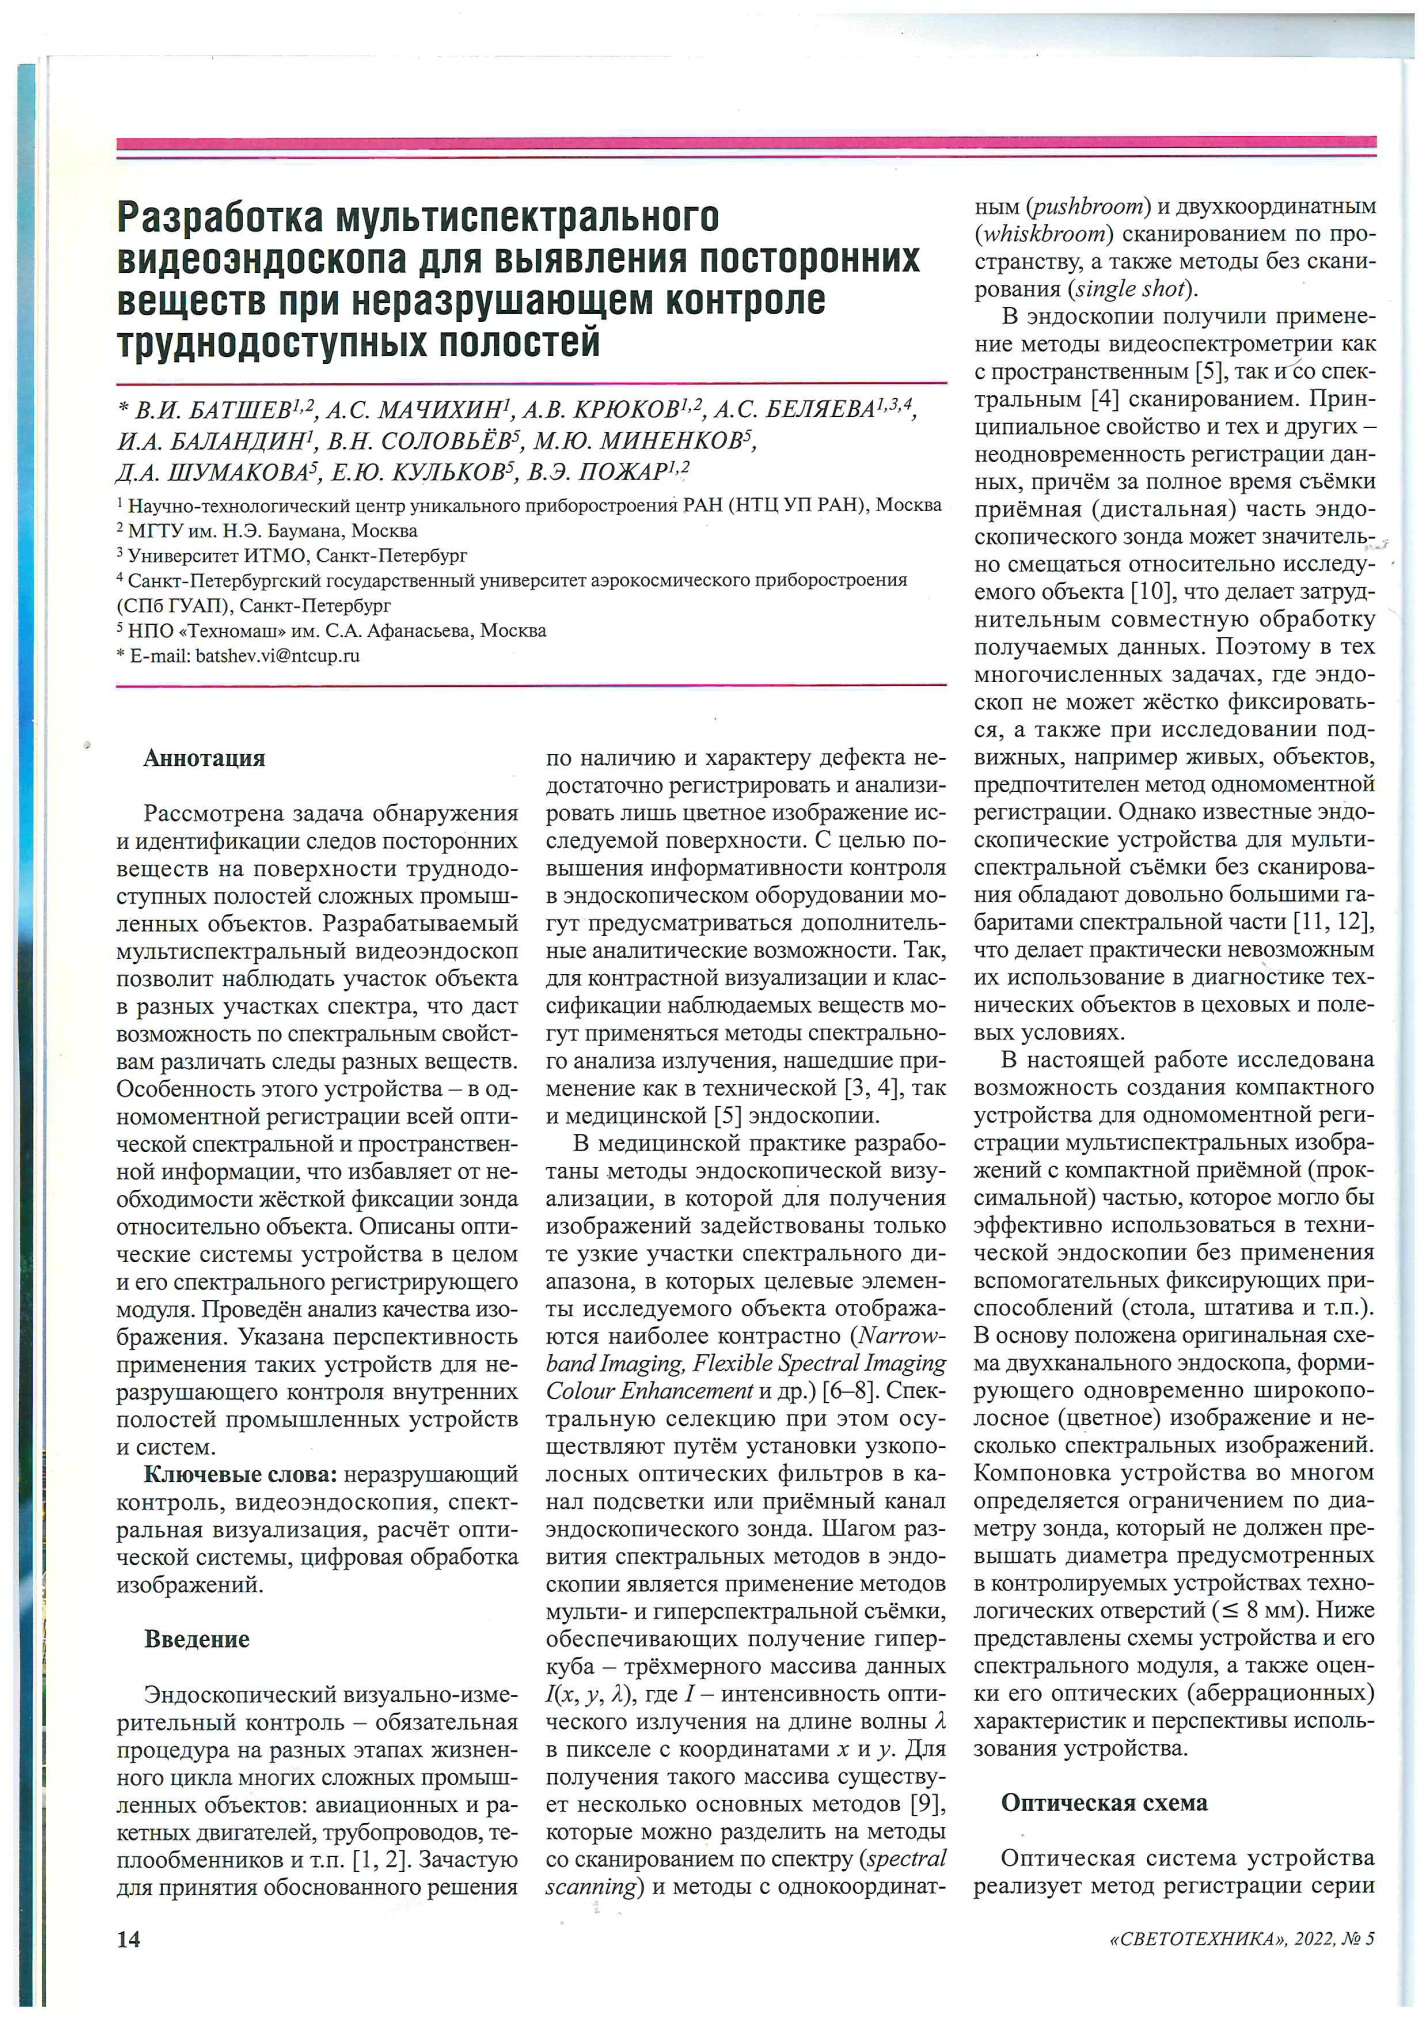 Разработка мультиспектрального
видеоэндоскопа для выявления посторонних
веществ при неразрушающем контроле
труднодоступных полостей
* В.И. БАТШЕВ1,2, А.С. МАЧИХИН1, А.В. КРЮКОВ1,2, А.С. БЕЛЯЕВА1,3,4,
И.А. БАЛАНДИН1, В.Н. СОЛОВЬЁВ5, М.Ю. МИНЕНКОВ5,
Д.А. ШУМАКОВА5, Е.Ю. КУЛЬКОВ5, В.Э. ПОЖАР1,2
1 Научно-технологический центр уникального приборостроения РАН (НТЦ УП РАН), Москва
2 МГТУ им. Н.Э. Баумана, Москва
3 Университет ИТМО, Санкт-Петербург
4 Санкт-Петербургский государственный университет аэрокосмического приборостроения
(СПб ГУАП), Санкт-Петербург
5 НПО «Техномаш» им. С.А. Афанасьева, Москва
* E-mail: batshev.vi@ntcup.ru
Аннотация
Рассмотрена задача обнаружения
и идентификации следов посторонних
веществ на поверхности труднодо-
ступных полостей сложных промыш-
ленных объектов. Разрабатываемый
мультиспектральный видеоэндоскоп
позволит наблюдать участок объекта
в разных участках спектра, что даст
возможность по спектральным свойст-
вам различать следы разных веществ.
Особенность этого устройства – в од-
номоментной регистрации всей опти-
ческой спектральной и пространствен-
ной информации, что избавляет от не-
обходимости жёсткой фиксации зонда
относительно объекта. Описаны опти-
ческие системы устройства в целом
и его спектрального регистрирующего
модуля. Проведён анализ качества изо-
бражения. Указана перспективность
применения таких устройств для не-
разрушающего контроля внутренних
полостей промышленных устройств
и систем.
Ключевые слова: неразрушающий
контроль, видеоэндоскопия, спект-
ральная визуализация, расчёт опти-
ческой системы, цифровая обработка
изображений.
Введение
Эндоскопический визуально-изме-
рительный контроль – обязательная
процедура на разных этапах жизнен-
ного цикла многих сложных промыш-
ленных объектов: авиационных и ра-
кетных двигателей, трубопроводов, те-
плообменников и т.п. [1, 2]. Зачастую
для принятия обоснованного решения
по наличию и характеру дефекта не-
достаточно регистрировать и анализи-
ровать лишь цветное изображение ис-
следуемой поверхности. С целью по-
вышения информативности контроля
в эндоскопическом оборудовании мо-
гут предусматриваться дополнитель-
ные аналитические возможности. Так,
для контрастной визуализации и клас-
сификации наблюдаемых веществ мо-
гут применяться методы спектрально-
го анализа излучения, нашедшие при-
менение как в технической [3, 4], так
и медицинской [5] эндоскопии.
В медицинской практике разрабо-
таны методы эндоскопической визу-
ализации, в которой для получения
изображений задействованы только
те узкие участки спектрального ди-
апазона, в которых целевые элемен-
ты исследуемого объекта отобража-
ются наиболее контрастно (Narrow-
band Imaging, Flexible Spectral Imaging
Colour Enhancement и др.) [6–8]. Спек-
тральную селекцию при этом осу-
ществляют путём установки узкопо-
лосных оптических фильтров в ка-
нал подсветки или приёмный канал
эндоскопического зонда. Шагом раз-
вития спектральных методов в эндо-
скопии является применение методов
мульти- и гиперспектральной съёмки,
обеспечивающих получение гипер-
куба – трёхмерного массива данных
I(x, y, λ), где I – интенсивность опти-
ческого излучения на длине волны λ
в пикселе с координатами x и y. Для
получения такого массива существу-
ет несколько основных методов [9],
которые можно разделить на методы
со сканированием по спектру (spectral
scanning) и методы с однокоординат-
ным (pushbroom) и двухкоординатным
(whiskbroom) сканированием по про-
странству, а также методы без скани-
рования (single shot).
В эндоскопии получили примене-
ние методы видеоспектрометрии как
с пространственным [5], так и со спек-
тральным [4] сканированием. Прин-
ципиальное свойство и тех и других –
неодновременность регистрации дан-
ных, причём за полное время съёмки
приёмная (дистальная) часть эндо-
скопического зонда может значитель-
но смещаться относительно исследу-
емого объекта [10], что делает затруд-
нительным совместную обработку
получаемых данных. Поэтому в тех
многочисленных задачах, где эндо-
скоп не может жёстко фиксировать-
ся, а также при исследовании под-
вижных, например живых, объектов,
предпочтителен метод одномоментной
регистрации. Однако известные эндо-
скопические устройства для мульти-
спектральной съёмки без сканирова-
ния обладают довольно большими га-
баритами спектральной части [11, 12],
что делает практически невозможным
их использование в диагностике тех-
нических объектов в цеховых и поле-
вых условиях.
В настоящей работе исследована
возможность создания компактного
устройства для одномоментной реги-
страции мультиспектральных изобра-
жений с компактной приёмной (прок-
симальной) частью, которое могло бы
эффективно использоваться в техни-
ческой эндоскопии без применения
вспомогательных фиксирующих при-
способлений (стола, штатива и т.п.).
В основу положена оригинальная схе-
ма двухканального эндоскопа, форми-
рующего одновременно широкопо-
лосное (цветное) изображение и не-
сколько спектральных изображений.
Компоновка устройства во многом
определяется ограничением по диа-
метру зонда, который не должен пре-
вышать диаметра предусмотренных
в контролируемых устройствах техно-
логических отверстий (≤ 8 мм). Ниже
представлены схемы устройства и его
спектрального модуля, а также оцен-
ки его оптических (аберрационных)
характеристик и перспективы исполь-
зования устройства.
Оптическая схема
Оптическая система устройства
реализует метод регистрации серии
14
«СВЕТОТЕХНИКА», 2022, № 5